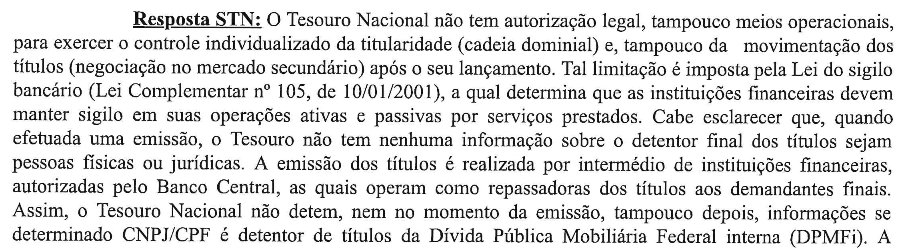 Resposta STN: O Tesouro Nacional não tem autorização legal, tampouco meios operacionais,
para exercer o controle individualizado da titularidade (cadeia dominial) e, tampouco da movimentação dos
títulos (negociação no mercado secundário) após o seu lançamento. Tal limitação é imposta pela Lei do sigilo
bancário (Lei Complementar nº 105, de 10/01/2001), a qual determina que as instituições financeiras devem
manter sigilo em suas operações ativas e passivas por serviços prestados. Cabe esclarecer que, quando
efetuada uma emissão, o Tesouro não tem nenhuma informação sobre o detentor final dos títulos sejam
pessoas físicas ou jurídicas. A emissão dos títulos é realizada por intermédio de instituições financeiras,
autorizadas pelo Banco Central, as quais operam como repassadoras dos títulos aos demandantes finais.
Assim, o Tesouro Nacional não detem, nem no momento da emissão, tampouco depois, informações se
determinado CNPJ/CPF é detentor de títulos da Dívida Pública Mobiliária Federal interna (DPMFi). A